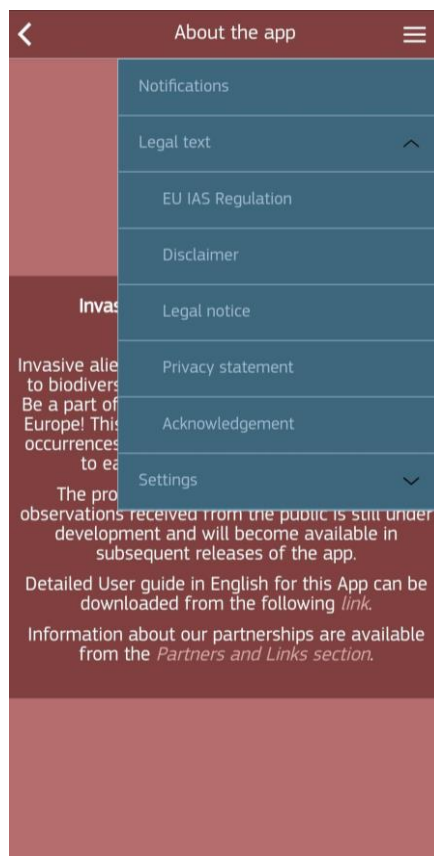 About the app
Notifications
Legal text
EU IAS Regulation
Disclaimer
Legal notice
Privacy statement
Acknowledgement
Settings
Invas
Invasive alie
to biodivers
Be a part of
Europe! This
occurrences
to ea
The pro
observations received from the public is still under
development and will become available in
subsequent releases of the app.
Detailed User guide in English for this App can be
downloaded from the following link.
Information about our partnerships are available
from the Partners and Links section.